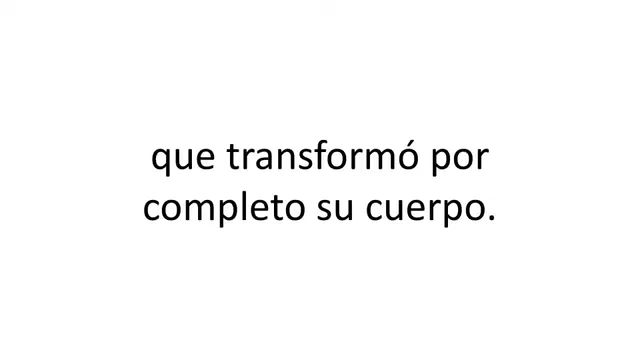 que transformó por
completo su cuerpo.